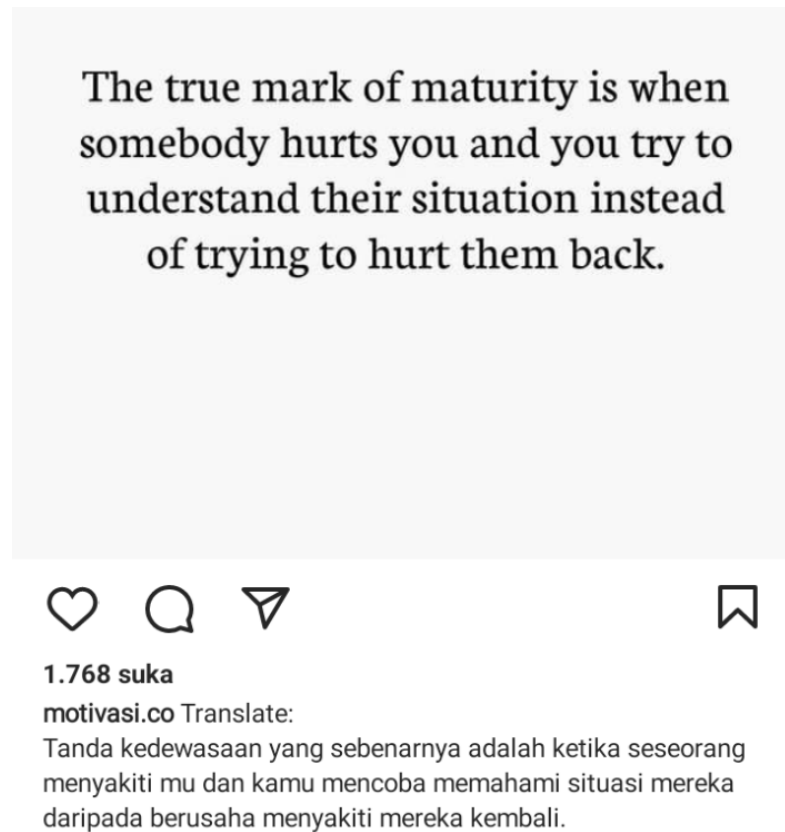 The true mark of maturity is when
somebody hurts you and you try to
understand their situation instead
of trying to hurt them back.
1.768 suka
motivasi.co Translate:
Tanda kedewasaan yang sebenarnya adalah ketika seseorang
menyakiti mu dan kamu mencoba memahami situasi mereka
daripada berusaha menyakiti mereka kembali.